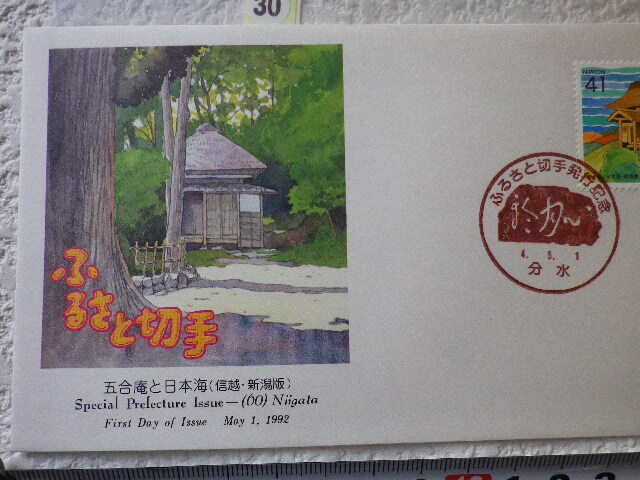 30
NIPPON
41
ふるさと切手発行記念
4. 5. 1
分水
ふるさと切手
五合庵と日本海(信越・新潟版)
Special Prefecture Issue—(60) Niigata
First Day of Issue May 1, 1992